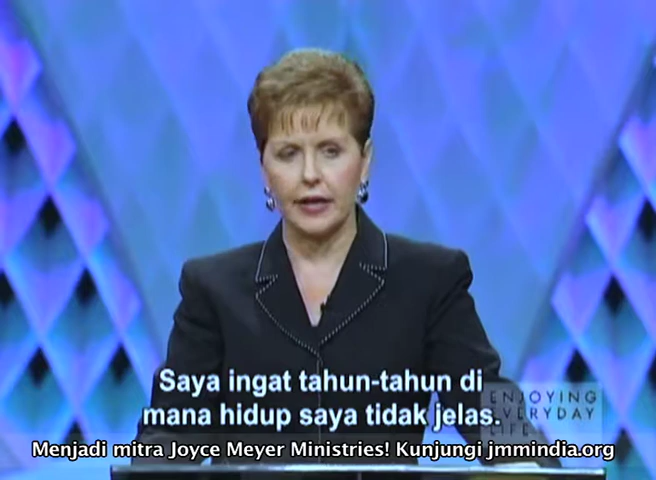 Saya ingat tahun-tahun di
mana hidup saya tidak jelas.
ENJOYING
EVERYDAY
LIFE
Menjadi mitra Joyce Meyer Ministries! Kunjungi jmmindia.org